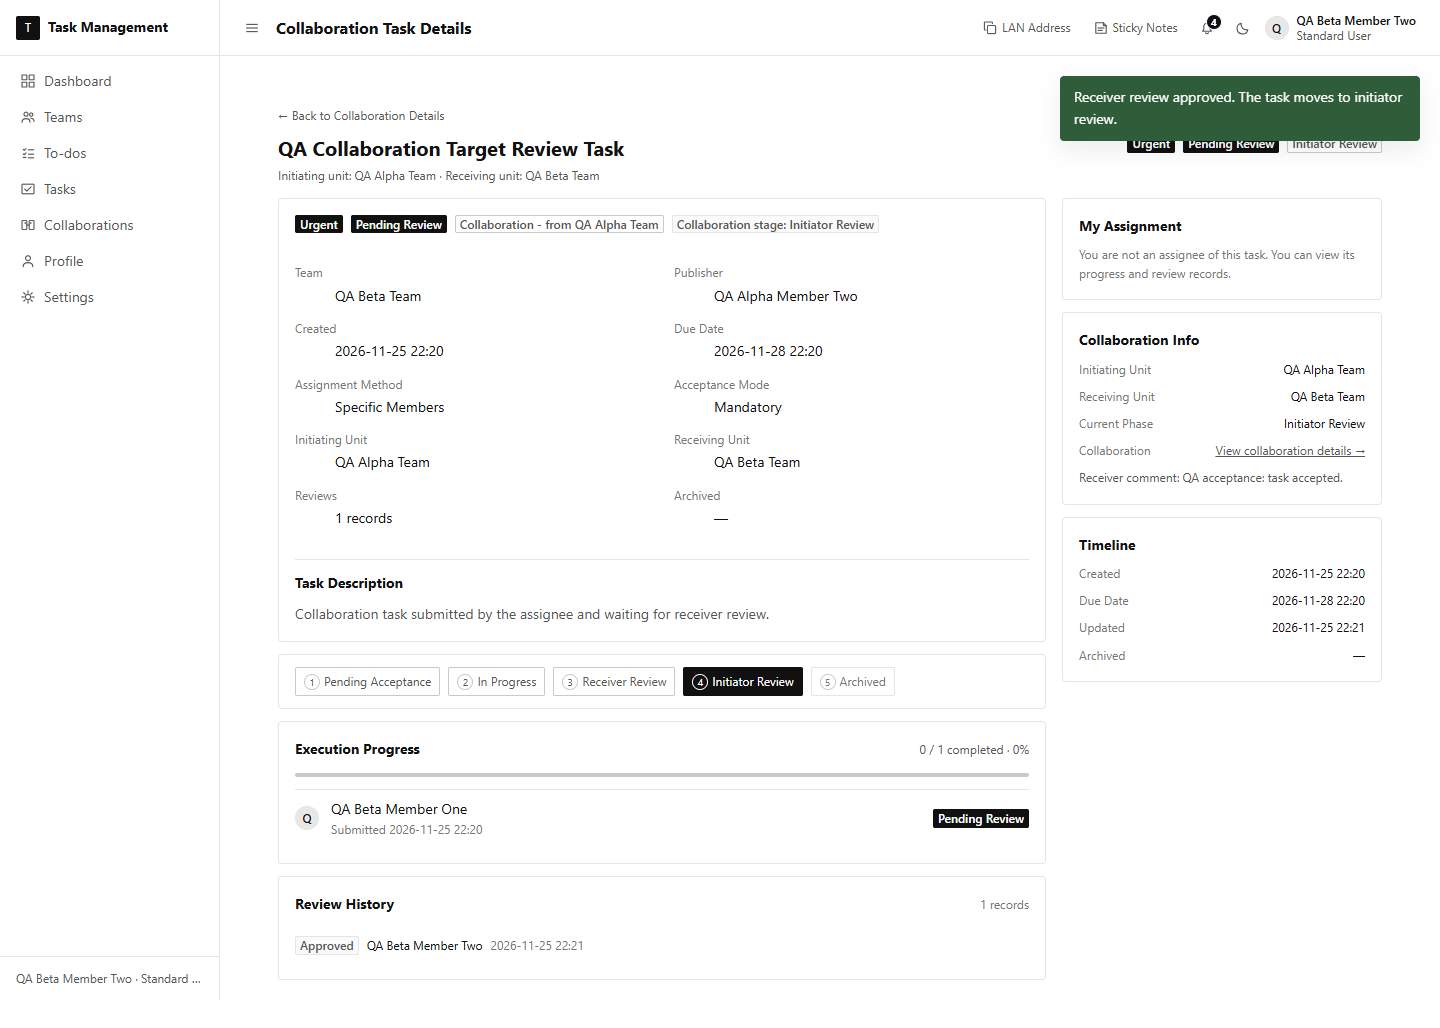 T Task Management
Collaboration Task Details
LAN Address
Sticky Notes
4
Q
QA Beta Member Two
Standard User
Dashboard
Teams
To-dos
Tasks
Collaborations
Profile
Settings
QA Beta Member Two · Standard ...
Receiver review approved. The task moves to initiator
review.
← Back to Collaboration Details
QA Collaboration Target Review Task
Initiating unit: QA Alpha Team · Receiving unit: QA Beta Team
Urgent Pending Review Initiator Review
Urgent Pending Review Collaboration - from QA Alpha Team Collaboration stage: Initiator Review
Team
QA Beta Team
Publisher
QA Alpha Member Two
Created
2026-11-25 22:20
Due Date
2026-11-28 22:20
Assignment Method
Specific Members
Acceptance Mode
Mandatory
Initiating Unit
QA Alpha Team
Receiving Unit
QA Beta Team
Reviews
1 records
Archived
—
Task Description
Collaboration task submitted by the assignee and waiting for receiver review.
1 Pending Acceptance 2 In Progress 3 Receiver Review 4 Initiator Review 5 Archived
Execution Progress 0 / 1 completed · 0%
Q
QA Beta Member One
Submitted 2026-11-25 22:20
Pending Review
Review History 1 records
Approved QA Beta Member Two 2026-11-25 22:21
My Assignment
You are not an assignee of this task. You can view its
progress and review records.
Collaboration Info
Initiating Unit QA Alpha Team
Receiving Unit QA Beta Team
Current Phase Initiator Review
Collaboration View collaboration details →
Receiver comment: QA acceptance: task accepted.
Timeline
Created 2026-11-25 22:20
Due Date 2026-11-28 22:20
Updated 2026-11-25 22:21
Archived —